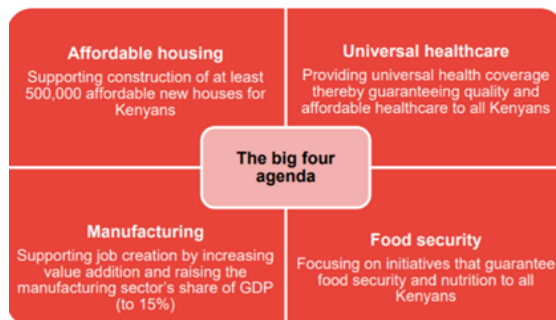 Affordable housing
Supporting construction of at least
500,000 affordable new houses for
Kenyans
Universal healthcare
Providing universal health coverage
thereby guaranteeing quality and
affordable healthcare to all Kenyans
The big four
agenda
Manufacturing
Supporting job creation by increasing
value addition and raising the
manufacturing sector's share of GDP
(to 15%)
Food security
Focusing on initiatives that guarantee
food security and nutrition to all
Kenyans